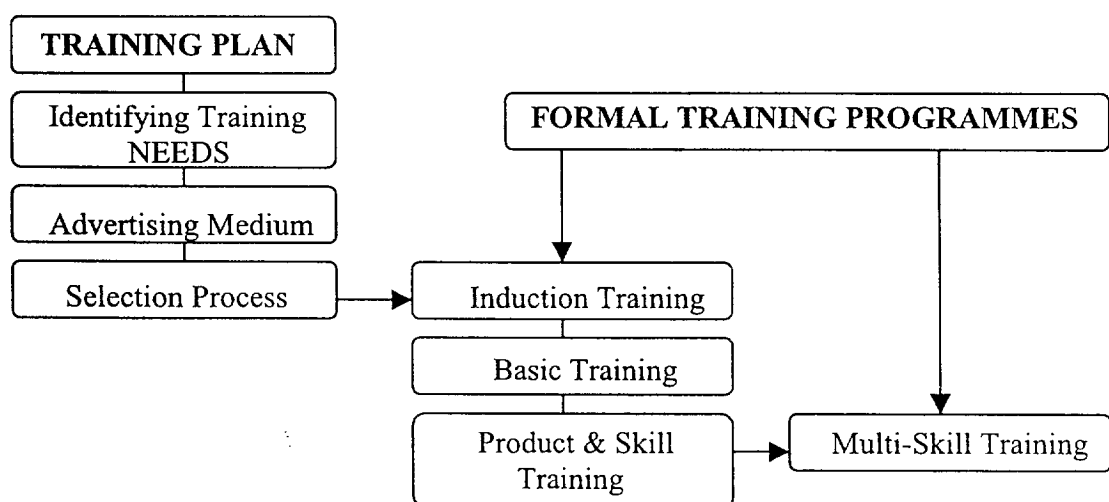 TRAINING PLAN
Identifying Training
NEEDS
Advertising Medium
Selection Process
FORMAL TRAINING PROGRAMMES
Induction Training
Basic Training
Product & Skill
Training
Multi-Skill Training